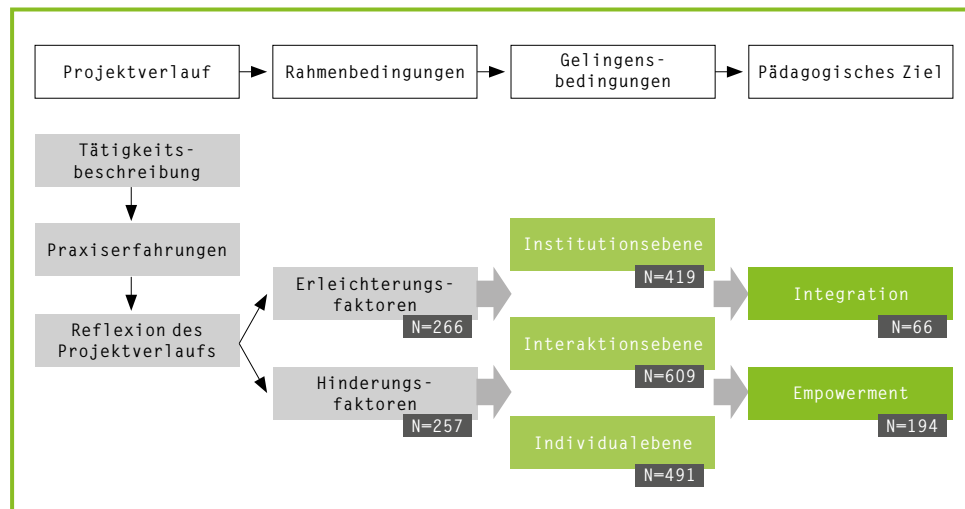 Projektverlauf
Rahmenbedingungen
Gelingens-
bedingungen
Pädagogisches Ziel
Tätigkeits-
beschreibung
Praxiserfahrungen
Reflexion des
Projektverlaufs
Erleichterungs-
faktoren
N=266
Hinderungs-
faktoren
N=257
Institutionsebene
N=419
Interaktionsebene
N=609
Individualebene
N=491
Integration
N=66
Empowerment
N=194